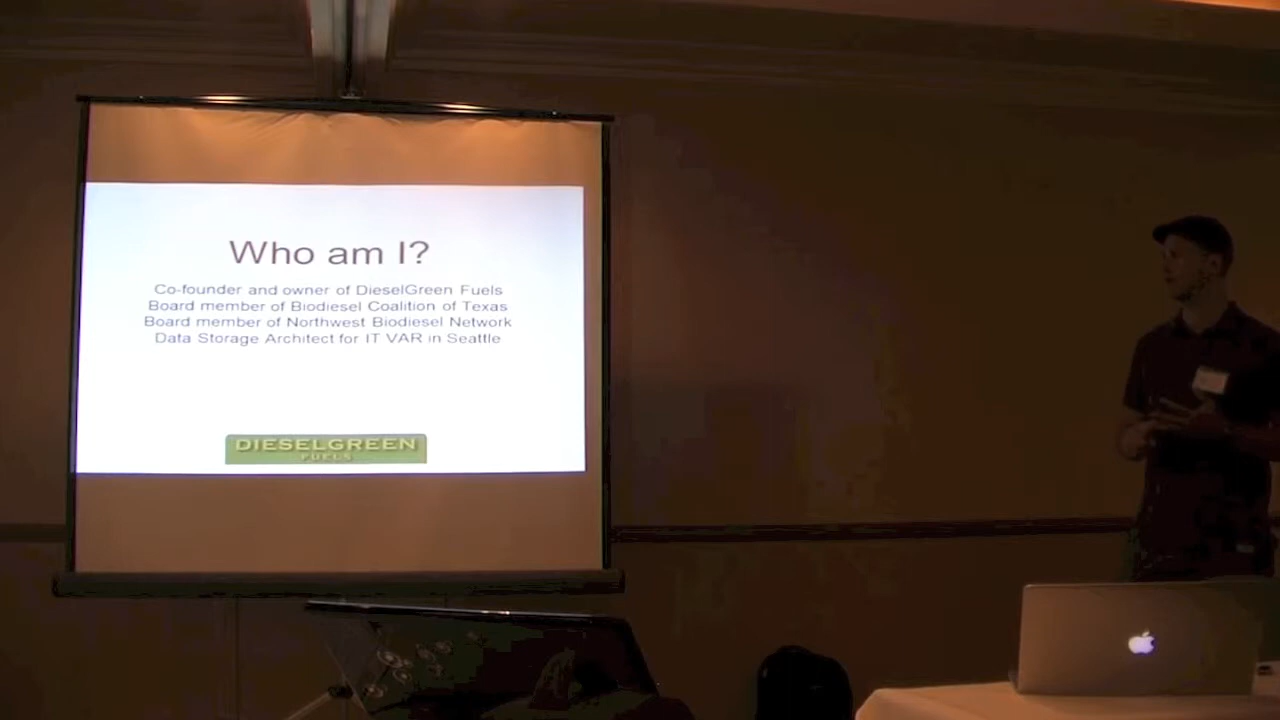 Who am I?
Co-founder and owner of DieselGreen Fuels
Board member of Biodiesel Coalition of Texas
Board member of Northwest Biodiesel Network
Data Storage Architect for IT VAR in Seattle
DIESELGREEN
FUELS